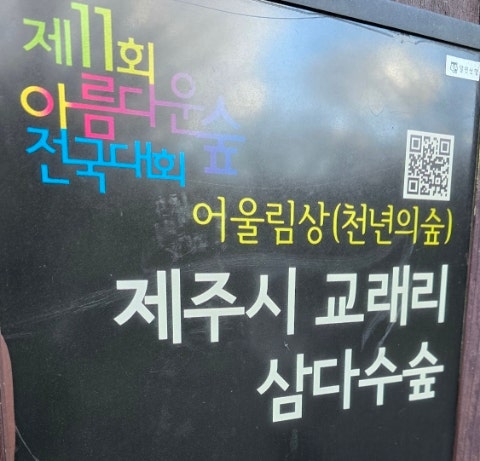 제11회
아름다운숲
전국대회
어울림상(천년의숲)
제주시 교래리
삼다수숲